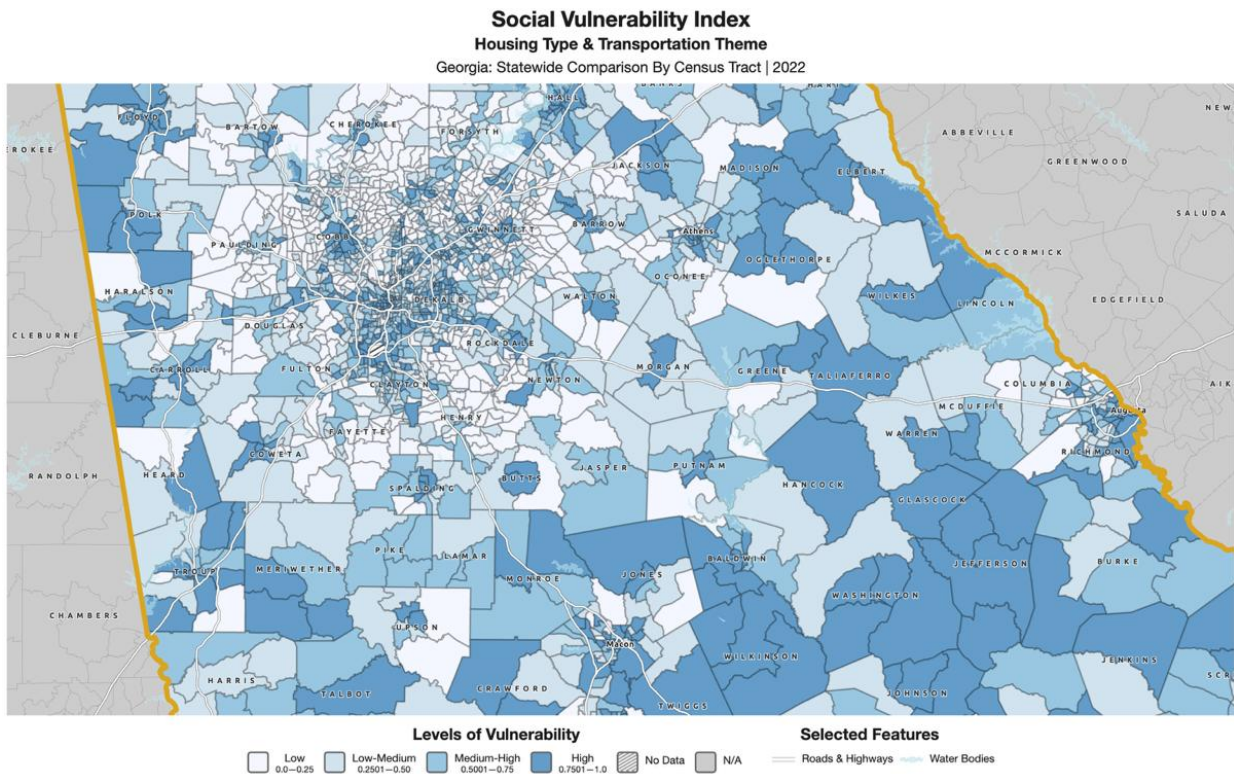 Social Vulnerability Index
Housing Type & Transportation Theme
Georgia: Statewide Comparison By Census Tract | 2022
HALL
BANKS
HART
FLOYD
BARTOW
CHEROKEE
FORSYTH
NEW
EROKEE
ABBEVILLE
GREENWOOD
JACKSON
MADISON
ELBERT
SALUDA
POLK
PAULDING
COBB
GWINNETT
BARROW
Athens
MCCORMICK
OCONEE
OGLETHORPE
HARALSON
DEKALB
WALTON
WILKES
LINCOLN
EDGEFIELD
CLEBURNE
DOUGLAS
ROCKDALE
CARROLL
FULTON
CLAYTON
NEWTON
MORGAN
GREENE
TALIAFERRO
COLUMBIA
AIK
MCDUFFIE
Augusta
HENRY
FAYETTE
WARREN
RICHMOND
RANDOLPH
HEARD
COWETA
SPALDING
BUTTS
JASPER
PUTNAM
HANCOCK
GLASCOCK
TROUP
MERIWETHER
PIKE
LAMAR
MONROE
JONES
BALDWIN
JEFFERSON
BURKE
WASHINGTON
CHAMBERS
UPSON
Macon
WILKINSON
JENKINS
HARRIS
TALBOT
CRAWFORD
TWIGGS
JOHNSON
SCR
Levels of Vulnerability
Selected Features
Low
0.0—0.25
Low-Medium
0.2501—0.50
Medium-High
0.5001—0.75
High
0.7501—1.0
No Data
N/A
Roads & Highways
Water Bodies